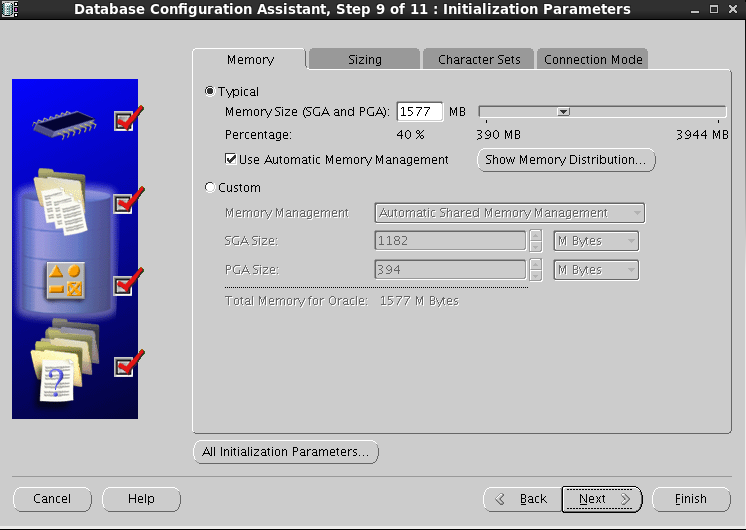 Database Configuration Assistant, Step 9 of 11 : Initialization Parameters
Memory Sizing Character Sets Connection Mode
Typical
Memory Size (SGA and PGA): 1577 MB
Percentage: 40 % 390 MB 3944 MB
Use Automatic Memory Management Show Memory Distribution...
Custom
Memory Management Automatic Shared Memory Management
SGA Size: 1182 M Bytes
PGA Size: 394 M Bytes
Total Memory for Oracle: 1577 M Bytes
?
All Initialization Parameters...
Cancel Help Back Next Finish